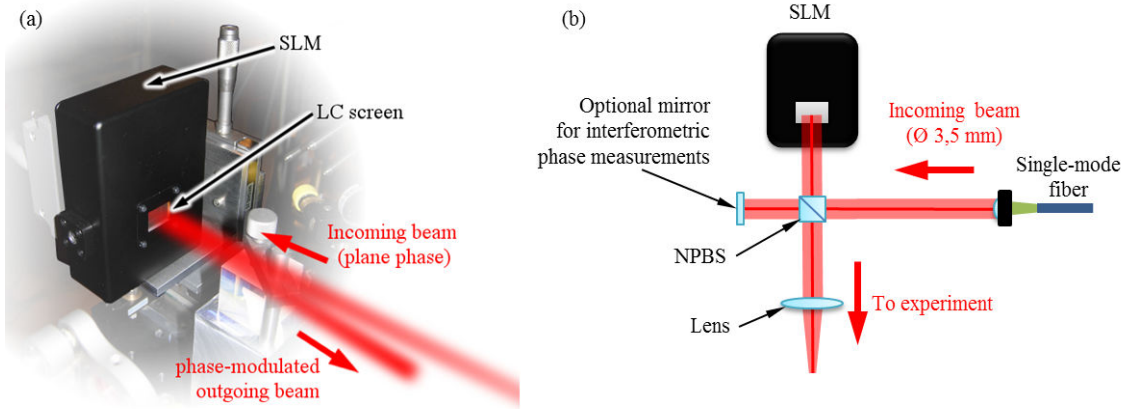 (a)
SLM
LC screen
Incoming beam
(plane phase)
phase-modulated
outgoing beam
(b)
SLM
Optional mirror
for interferometric
phase measurements
Incoming beam
(Ø 3,5 mm)
Single-mode
fiber
NPBS
Lens
To experiment